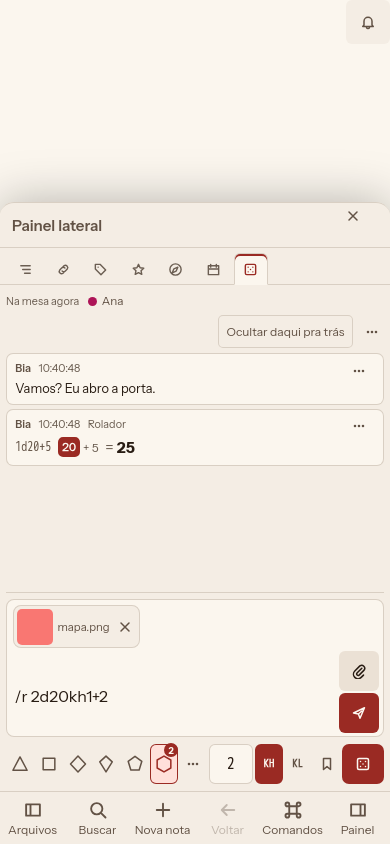 Painel lateral
Na mesa agora Ana
Ocultar daqui pra trás
Bia 10:40:48
Vamos? Eu abro a porta.
Bia 10:40:48 Rolador
1d20+5 20 + 5 = 25
mapa.png
/r 2d20kh1+2
2 2 KH KL
Arquivos Buscar Nova nota Voltar Comandos Painel